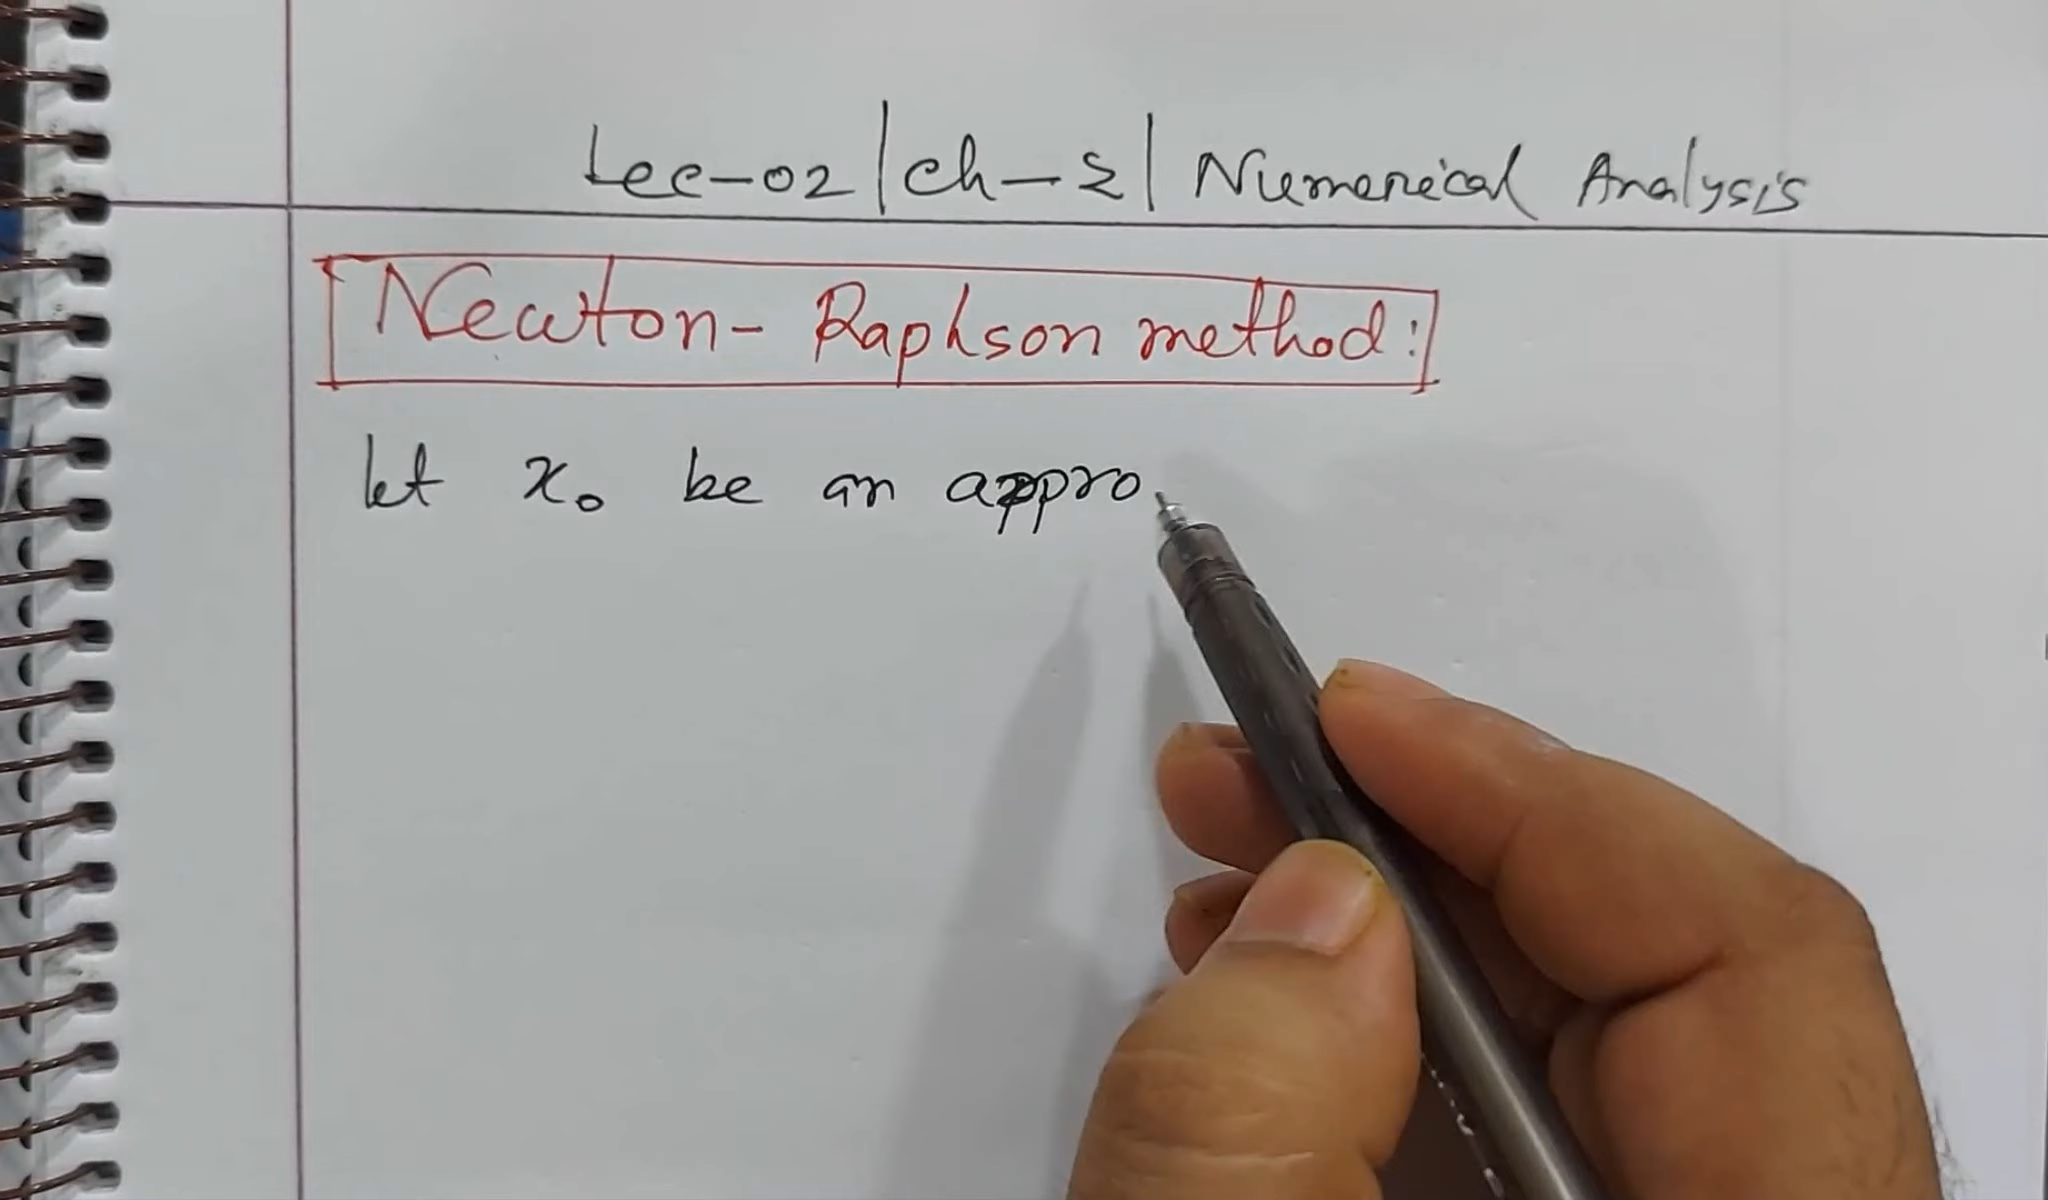 Lec-02 | Ch-2 | Numerical Analysis
Newton-Raphson method:
let x₀ be an appro